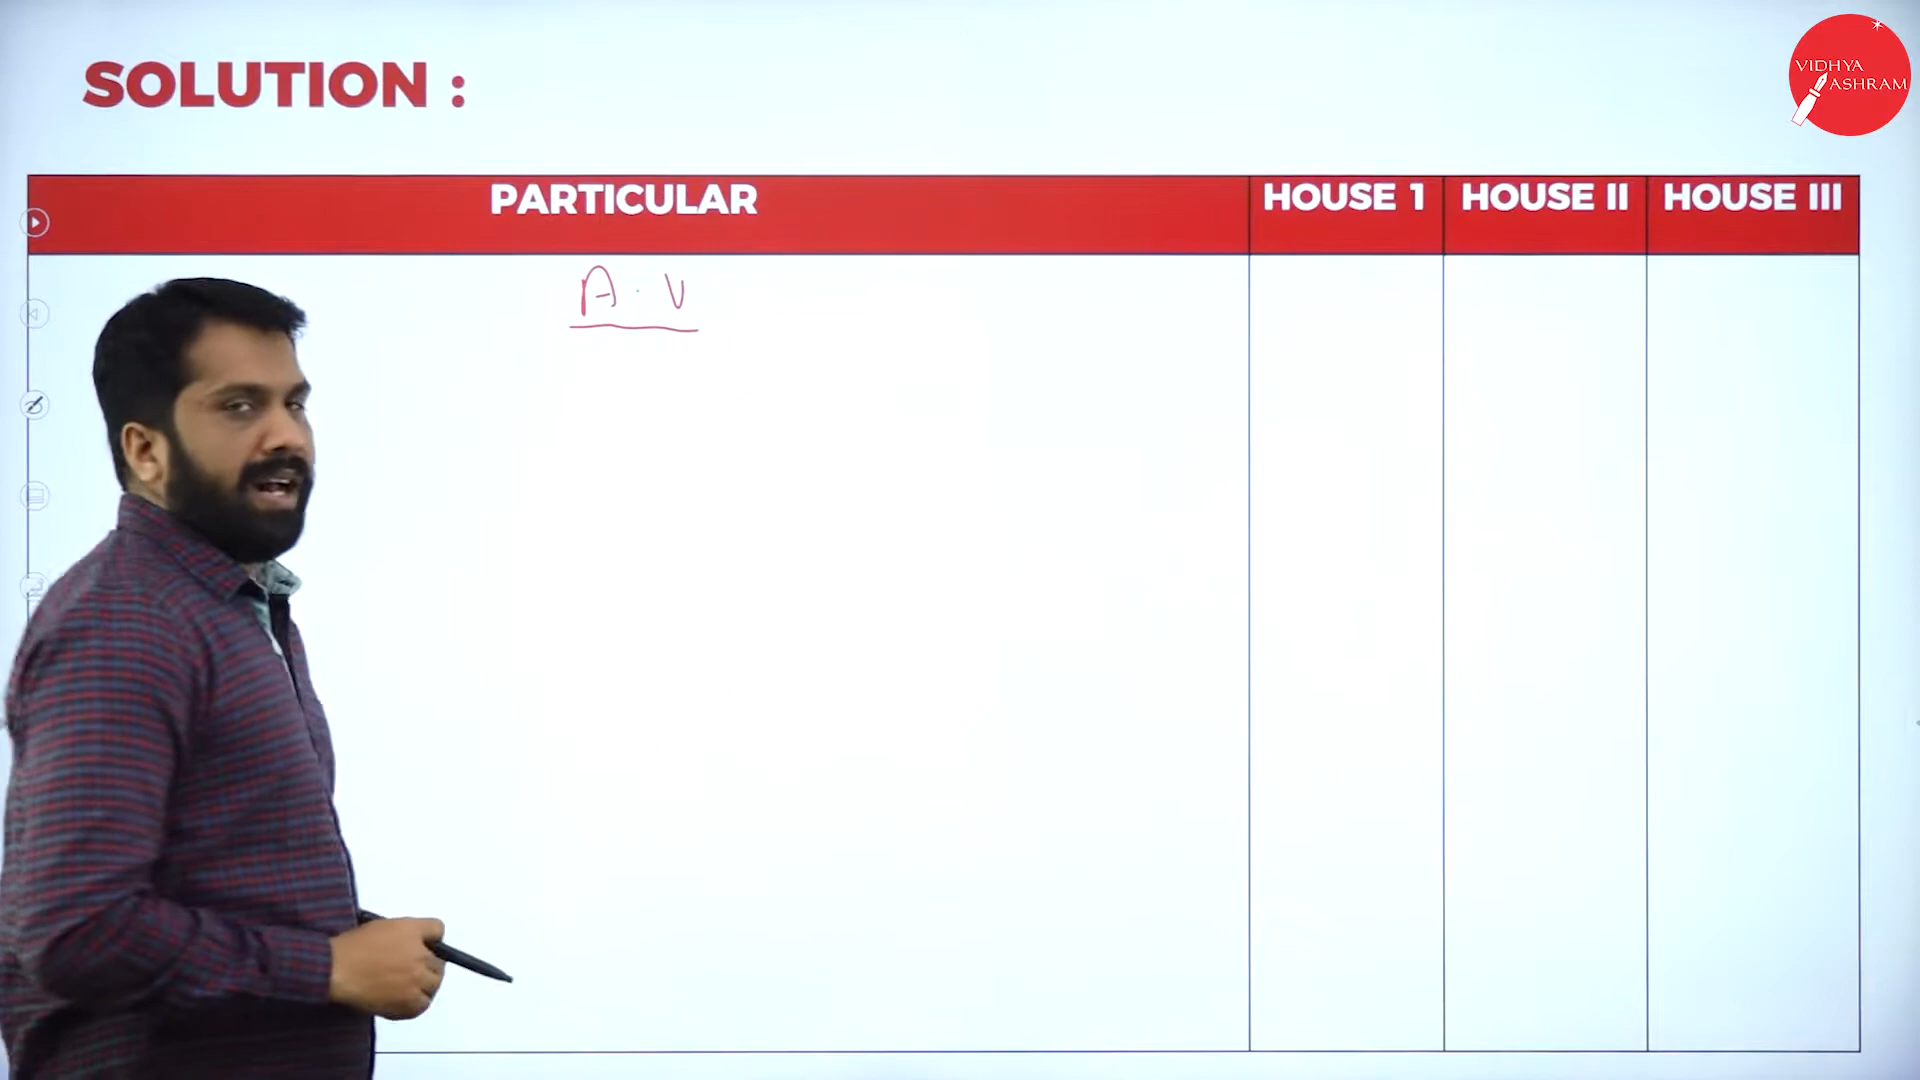 SOLUTION :
VIDHYA
ASHRAM
PARTICULAR HOUSE 1 HOUSE II HOUSE III
A . V